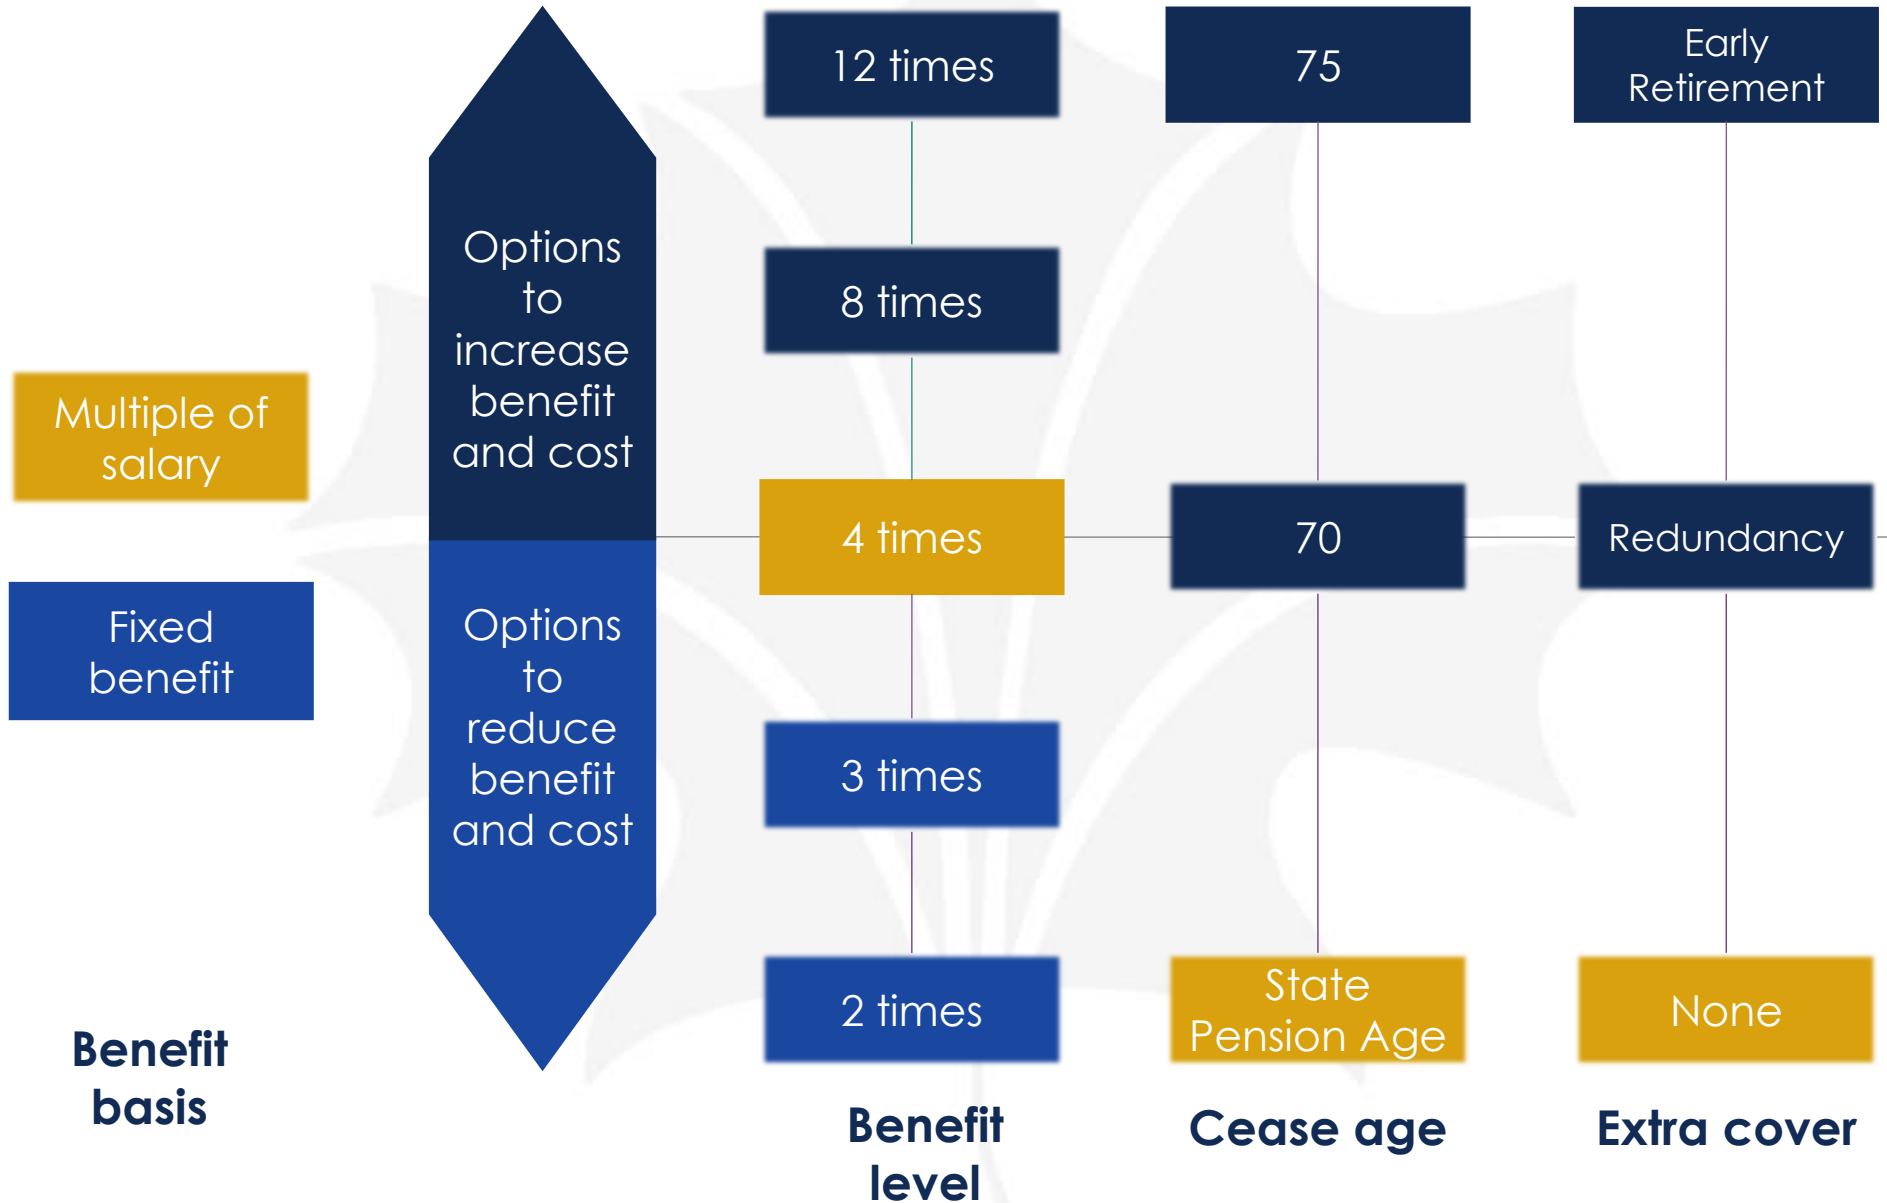 Multiple of
salary
Fixed
benefit
Benefit
basis
Options
to
increase
benefit
and cost
Options
to
reduce
benefit
and cost
12 times
8 times
4 times
3 times
2 times
Benefit
level
75
70
State
Pension Age
Cease age
Early
Retirement
Redundancy
None
Extra cover